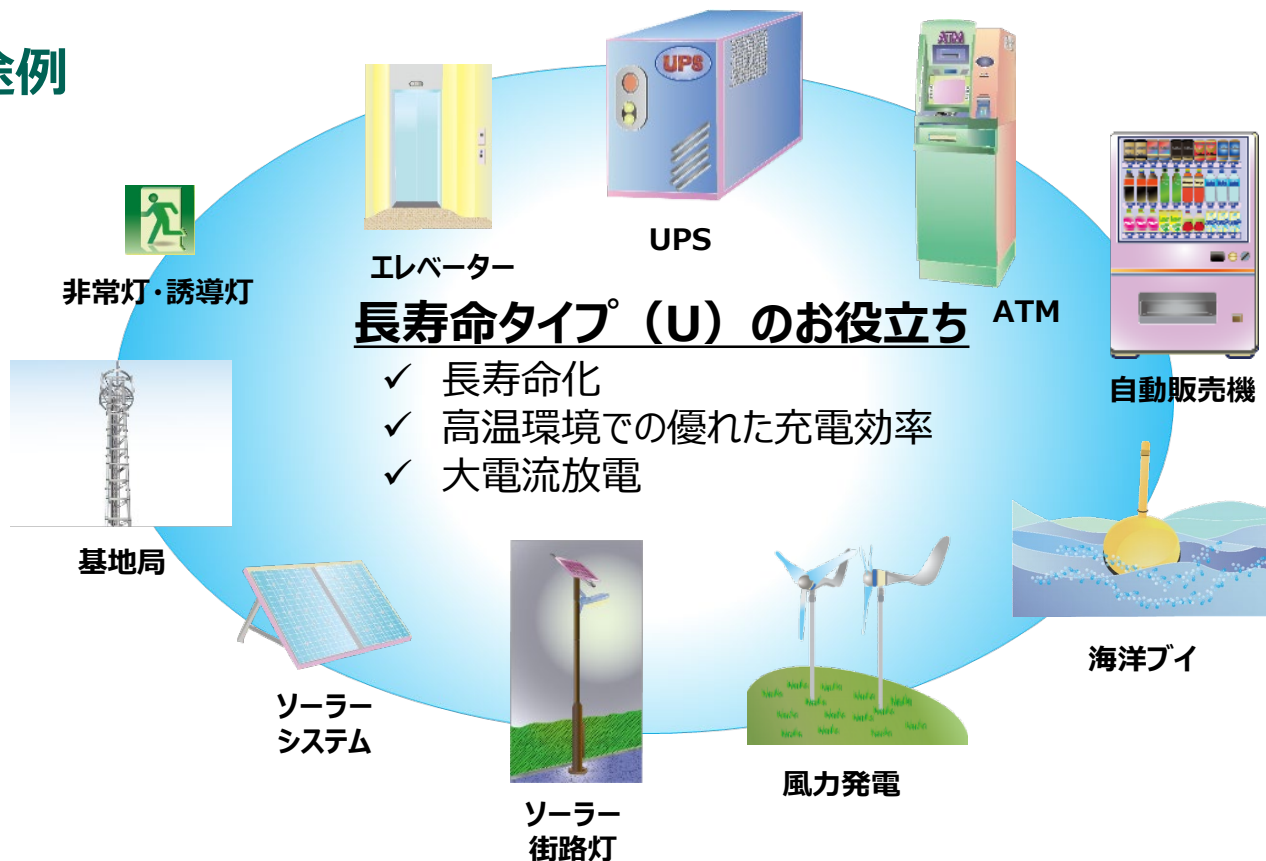 途例
UPS
ATM
エレベーター
UPS
非常灯・誘導灯
ATM
長寿命タイプ（U）のお役立ち
✓ 長寿命化
✓ 高温環境での優れた充電効率
✓ 大電流放電
自動販売機
基地局
海洋ブイ
ソーラー
システム
風力発電
ソーラー
街路灯